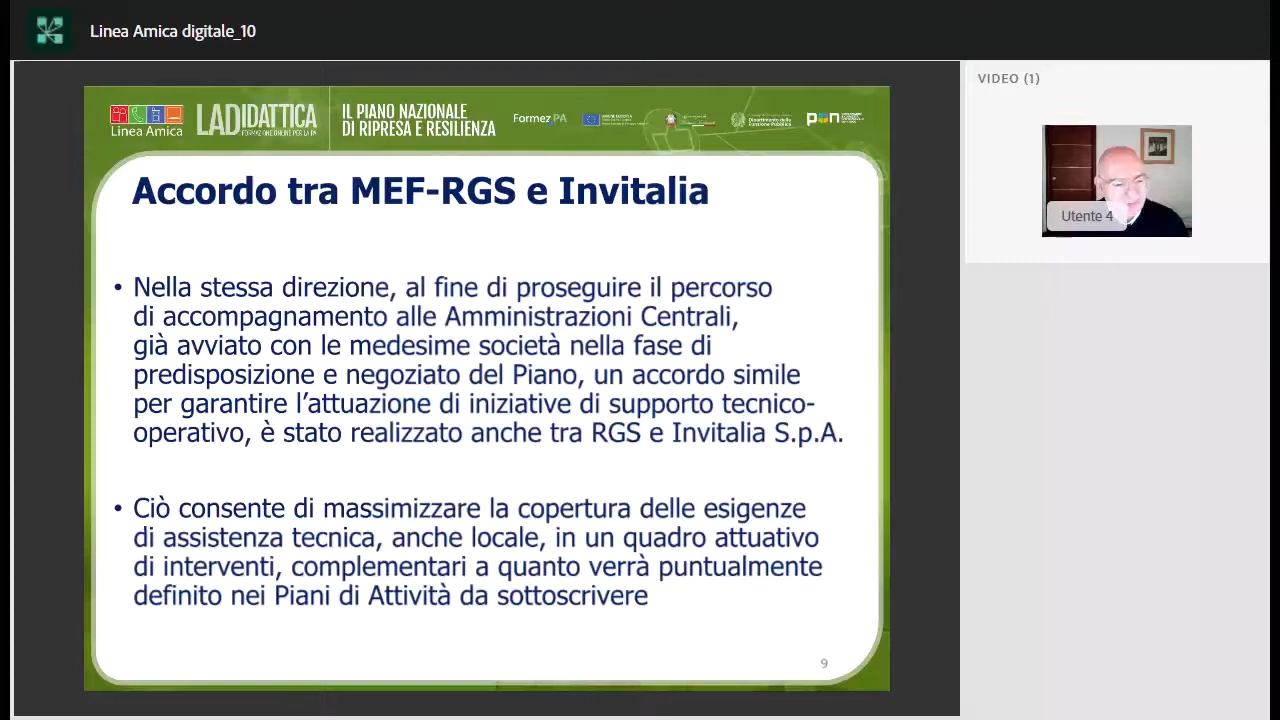 Linea Amica digitale_10
VIDEO (1)
Linea Amica
LADIDATTICA
FORMAZIONE ONLINE PER LA PA
IL PIANO NAZIONALE
DI RIPRESA E RESILIENZA
FormezPA
UNIONE EUROPEA
Dipartimento della
Funzione Pubblica
pon
Utente 4
Accordo tra MEF-RGS e Invitalia
• Nella stessa direzione, al fine di proseguire il percorso
di accompagnamento alle Amministrazioni Centrali,
già avviato con le medesime società nella fase di
predisposizione e negoziato del Piano, un accordo simile
per garantire l’attuazione di iniziative di supporto tecnico-
operativo, è stato realizzato anche tra RGS e Invitalia S.p.A.
• Ciò consente di massimizzare la copertura delle esigenze
di assistenza tecnica, anche locale, in un quadro attuativo
di interventi, complementari a quanto verrà puntualmente
definito nei Piani di Attività da sottoscrivere
9